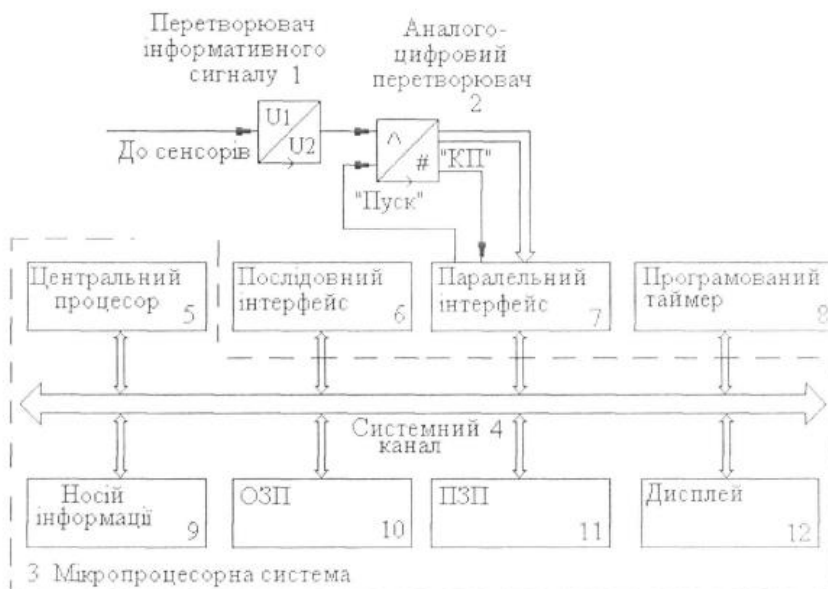 Перетворювач
інформативного
сигналу 1
Аналого-
цифровий
перетворювач
2
U1
U2
До сенсорів
^
#
"КП"
"Пуск"
Центральний
процесор
5
Послідовний
інтерфейс
6
Паралельний
інтерфейс
7
Програмований
таймер
8
Системний 4
канал
Носій
інформації
9
ОЗП
10
ПЗП
11
Дисплей
12
3 Мікропроцесорна система